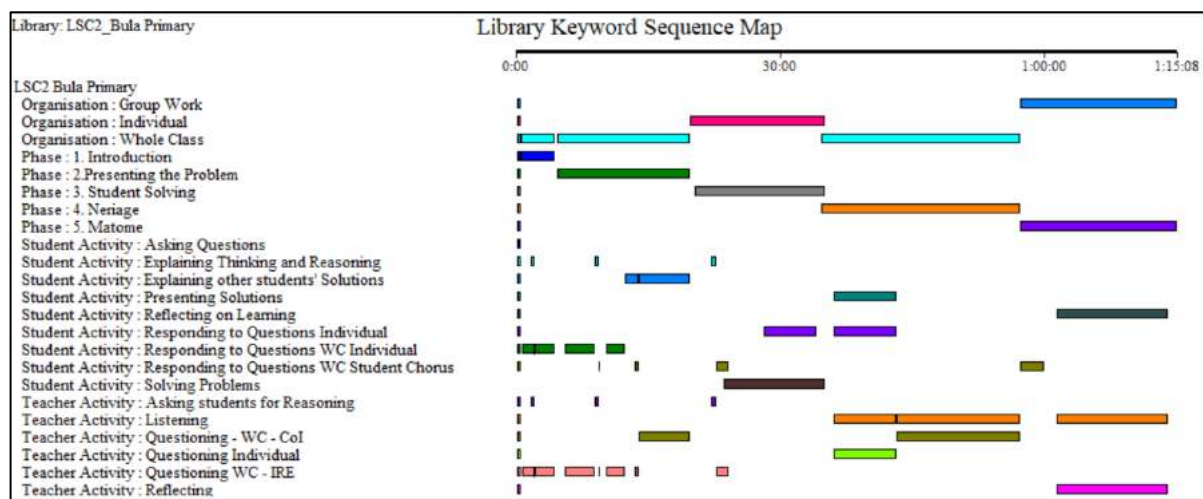 Library: LSC2_Bula Primary
Library Keyword Sequence Map
0:00 30:00 1:00:00 1:15:08
LSC2 Bula Primary
Organisation : Group Work
Organisation : Individual
Organisation : Whole Class
Phase : 1. Introduction
Phase : 2.Presenting the Problem
Phase : 3. Student Solving
Phase : 4. Neriage
Phase : 5. Matome
Student Activity : Asking Questions
Student Activity : Explaining Thinking and Reasoning
Student Activity : Explaining other students' Solutions
Student Activity : Presenting Solutions
Student Activity : Reflecting on Learning
Student Activity : Responding to Questions Individual
Student Activity : Responding to Questions WC Individual
Student Activity : Responding to Questions WC Student Chorus
Student Activity : Solving Problems
Teacher Activity : Asking students for Reasoning
Teacher Activity : Listening
Teacher Activity : Questioning - WC - CoI
Teacher Activity : Questioning Individual
Teacher Activity : Questioning WC - IRE
Teacher Activity : Reflecting